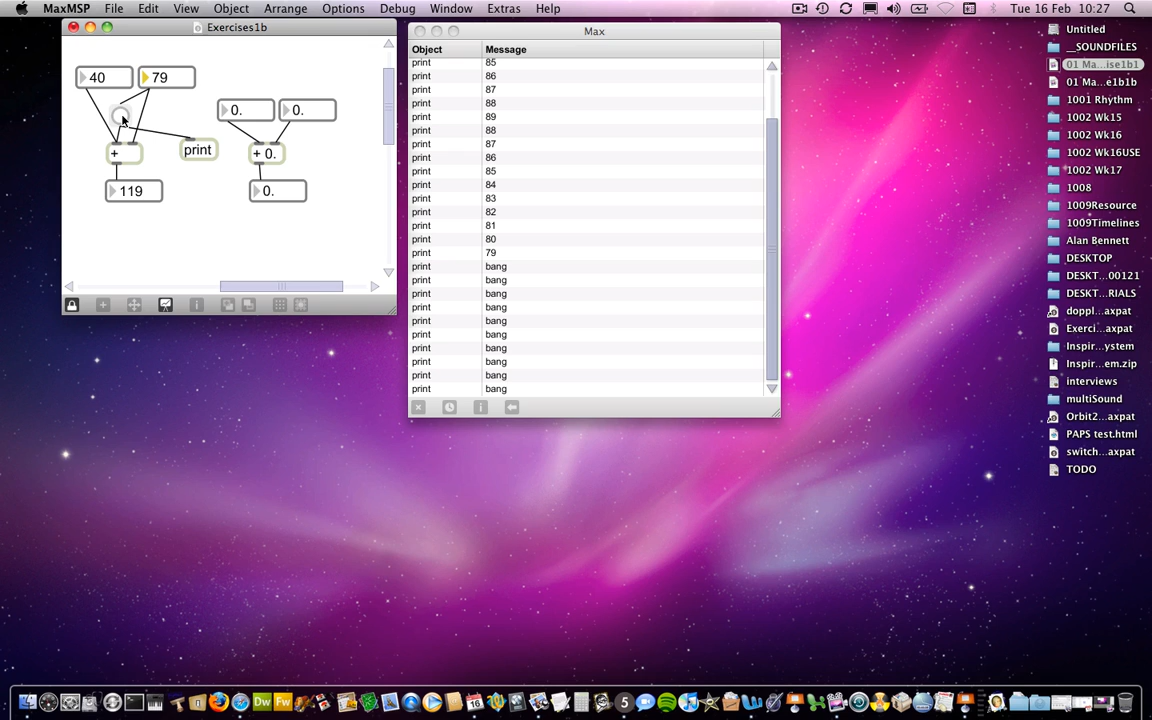 MaxMSP File Edit View Object Arrange Options Debug Window Extras Help Tue 16 Feb 10:27
Exercises1b
40 79
0. 0.
+ print + 0.
119 0.
Max
Object Message
print 85
print 86
print 87
print 88
print 89
print 88
print 87
print 86
print 85
print 84
print 83
print 82
print 81
print 80
print 79
print bang
print bang
print bang
print bang
print bang
print bang
print bang
print bang
print bang
print bang
Untitled
__SOUNDFILES
01 Ma...ise1b1
01 Ma...e1b1b
1001 Rhythm
1002 Wk15
1002 Wk16
1002 Wk16USE
1002 Wk17
1008
1009Resource
1009Timelines
Alan Bennett
DESKTOP
DESKT...00121
DESKT...RIALS
doppl...axpat
Exerci...axpat
Inspir...ystem
Inspir...em.zip
interviews
multiSound
Orbit2...axpat
PAPS test.html
switch...axpat
TODO
Dw Fw 16 5